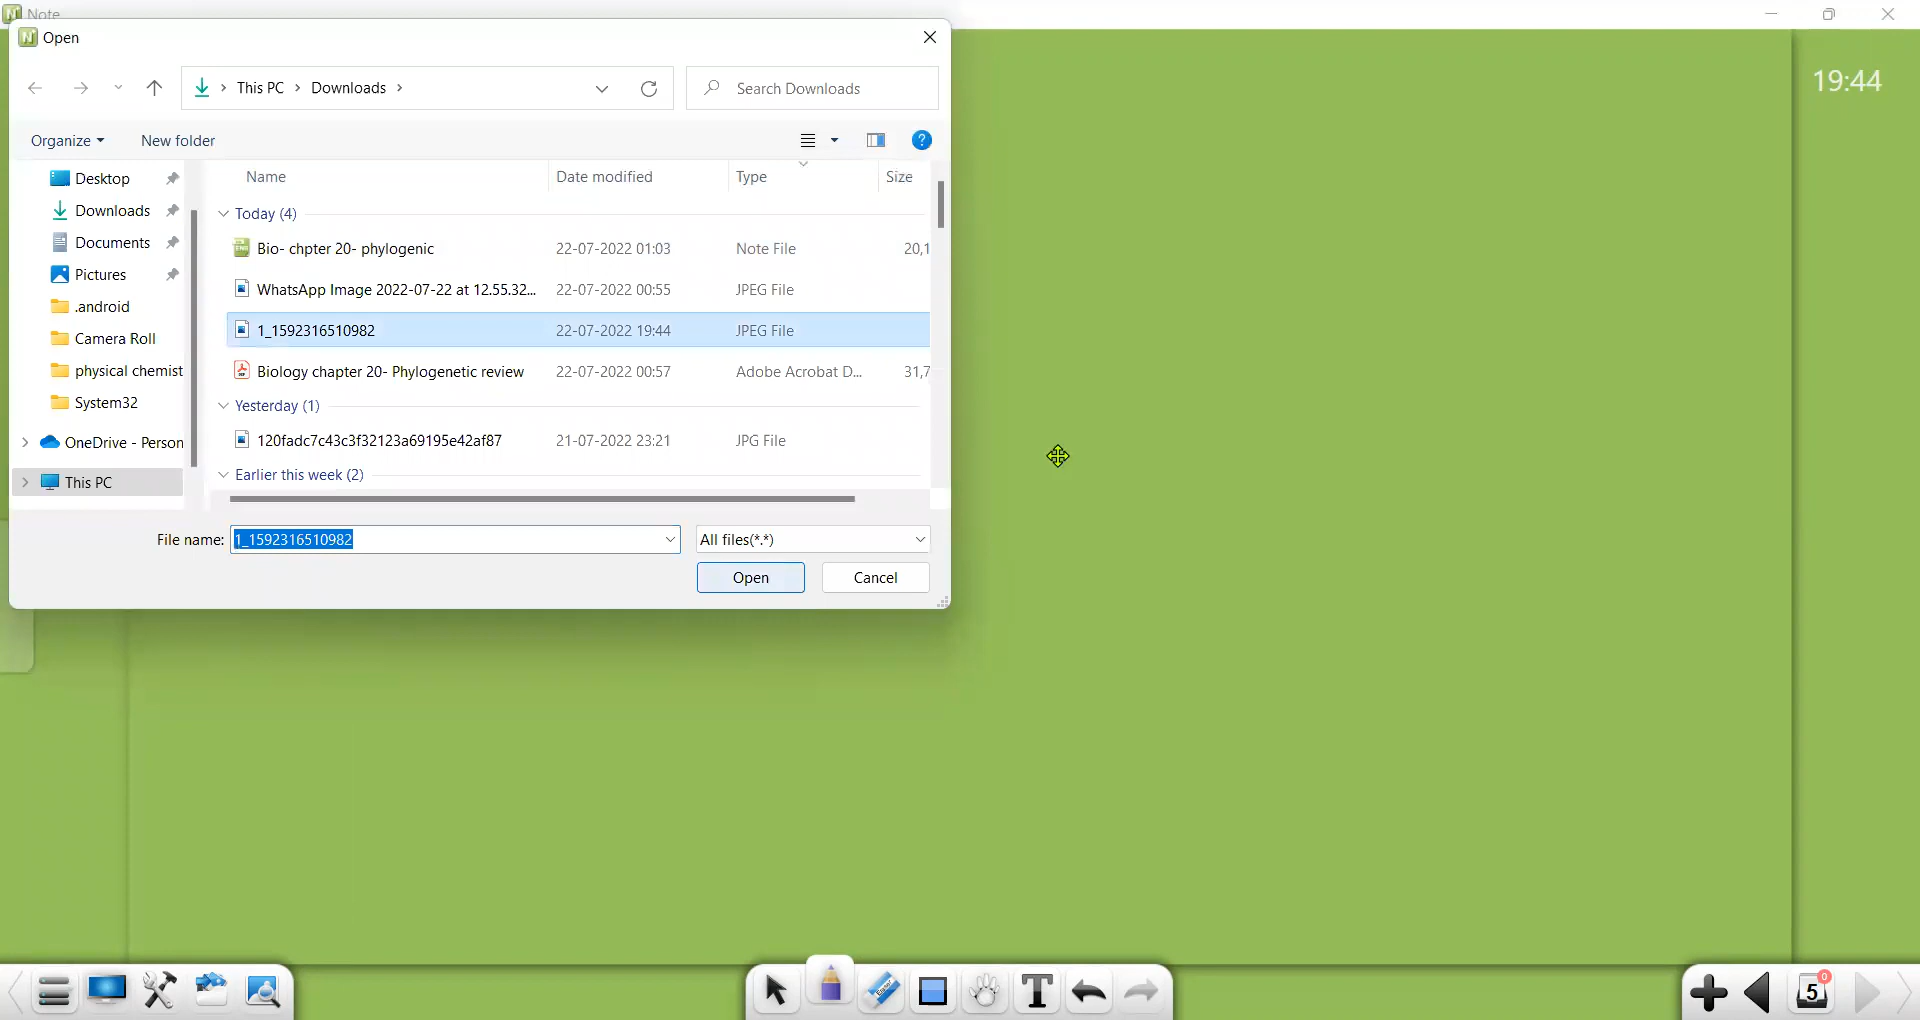 Note
Open
This PC > Downloads >
Search Downloads
19:44
Organize
New folder
?
Name
Date modified
Type
Size
Desktop
Downloads
Documents
Pictures
.android
Camera Roll
physical chemist
System32
OneDrive - Person
This PC
Today (4)
Bio- chpter 20- phylogenic 22-07-2022 01:03 Note File 20,1
WhatsApp Image 2022-07-22 at 12.55.32... 22-07-2022 00:55 JPEG File
1_1592316510982 22-07-2022 19:44 JPEG File
Biology chapter 20- Phylogenetic review 22-07-2022 00:57 Adobe Acrobat D... 31,7
Yesterday (1)
120fadc7c43c3f32123a69195e42af87 21-07-2022 23:21 JPG File
Earlier this week (2)
File name: 1_1592316510982 All files(*.*)
Open
Cancel
T
5
0